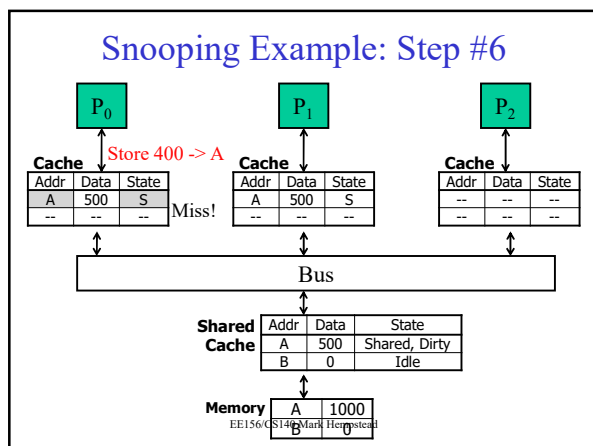 Snooping Example: Step #6
P0
P1
P2
Store 400 -> A
Cache
Addr Data State
A 500 S
-- -- --
Miss!
Cache
Addr Data State
A 500 S
-- -- --
Cache
Addr Data State
-- -- --
-- -- --
Bus
Shared Cache
Addr Data State
A 500 Shared, Dirty
B 0 Idle
Memory
A 1000
B 0
EE156/CS140 Mark Hempstead